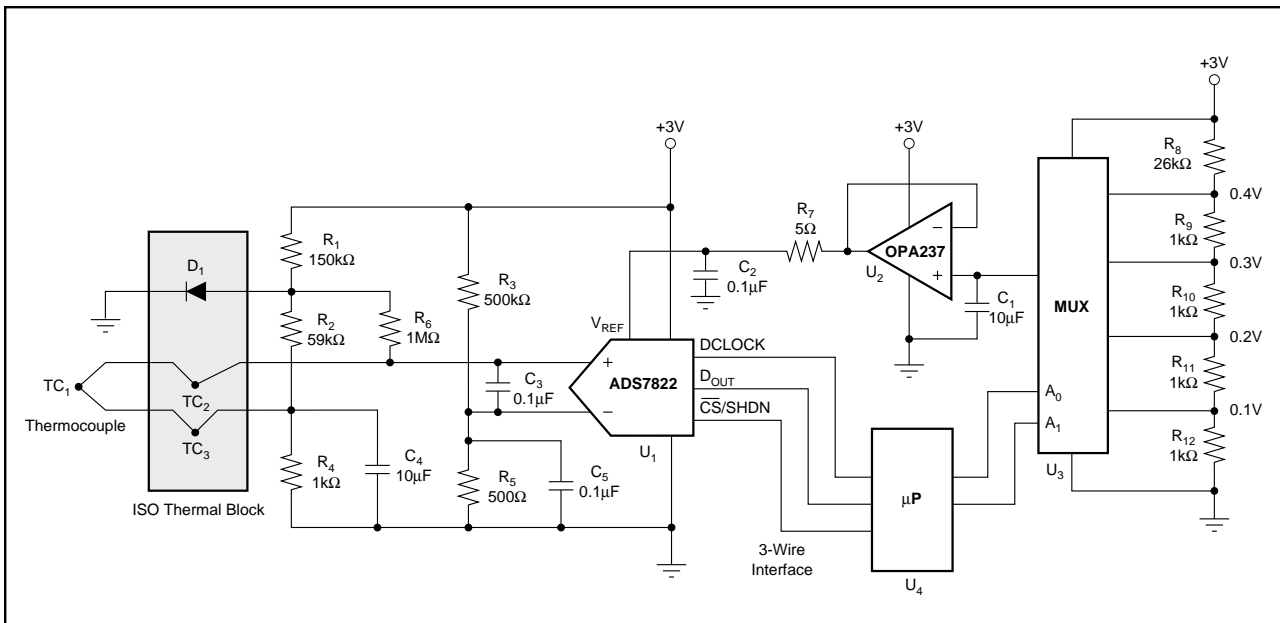 +3V
R8
26kΩ
0.4V
R9
1kΩ
0.3V
R10
1kΩ
0.2V
R11
1kΩ
0.1V
R12
1kΩ
MUX
A0
A1
U3
+3V
OPA237
−
+
U2
C1
10µF
R7
5Ω
C2
0.1µF
+3V
VREF
ADS7822
+
−
U1
DCLOCK
DOUT
CS/SHDN
3-Wire
Interface
µP
U4
R3
500kΩ
C3
0.1µF
R5
500Ω
C5
0.1µF
R1
150kΩ
R2
59kΩ
R6
1MΩ
R4
1kΩ
C4
10µF
D1
TC1
Thermocouple
TC2
TC3
ISO Thermal Block